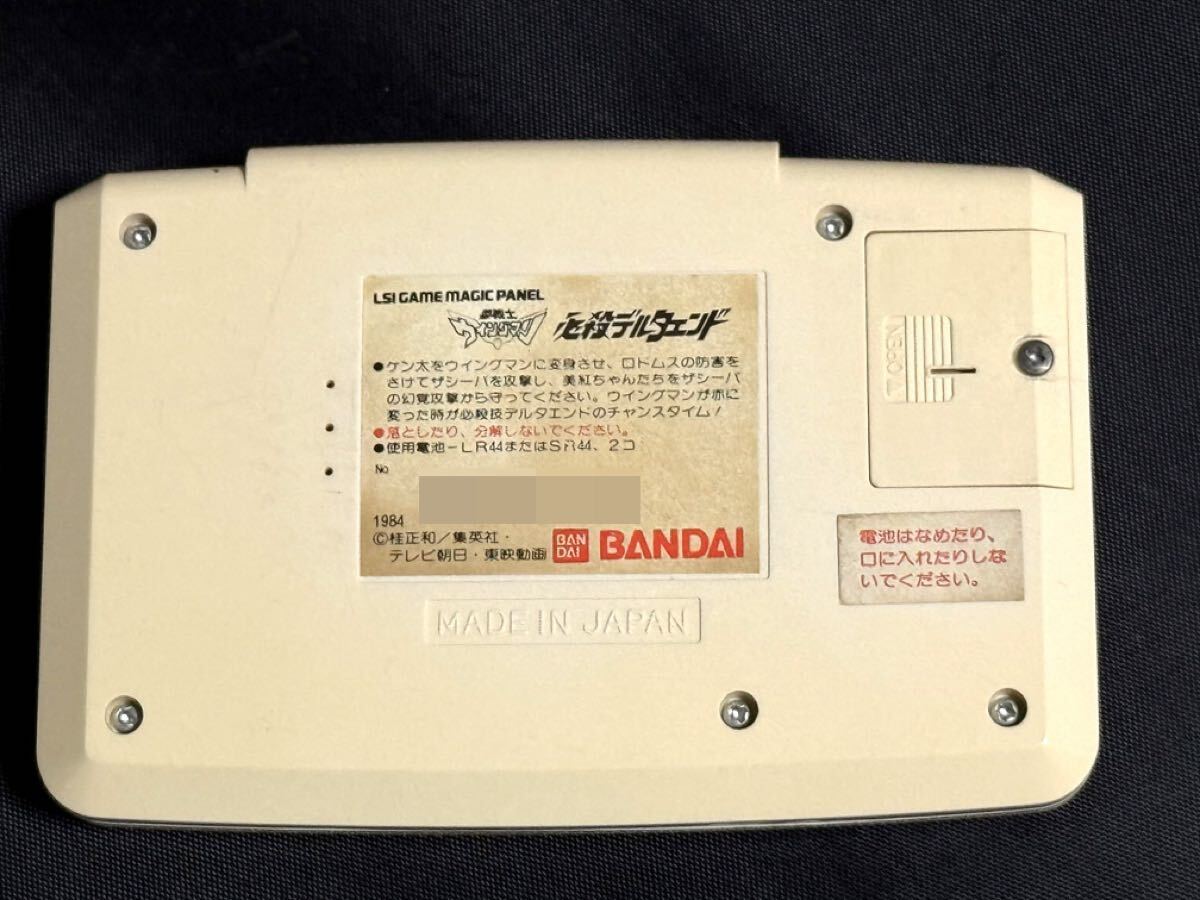 LSI GAME MAGIC PANEL
夢戦士
ウイングマン 必殺デルタエンド
●ケン太をウイングマンに変身させ、ロドムスの防害を
さけてザシーバを攻撃し、美紅ちゃんたちをザシーバ
の幻覚攻撃から守ってください。ウイングマンが赤に
変った時が必殺技デルタエンドのチャンスタイム!
●落としたり、分解しないでください。
●使用電池-LR44またはSR44、2コ
No
1984
©桂正和/集英社・
テレビ朝日・東映動画
BAN
DAI
BANDAI
MADE IN JAPAN
OPEN
電池はなめたり、
口に入れたりしな
いでください。